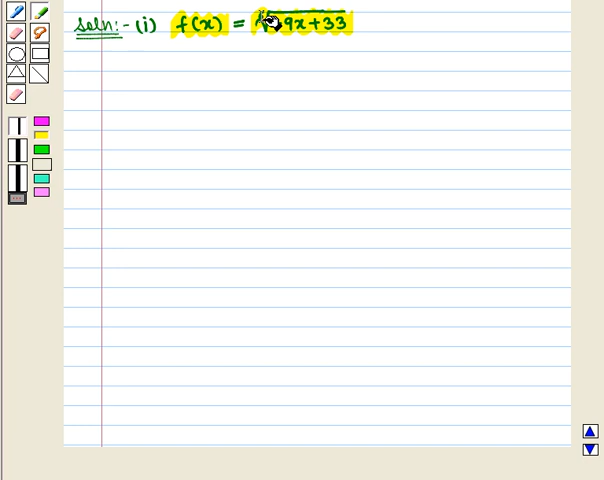 Soln:- (i) f(x) = √9x+33